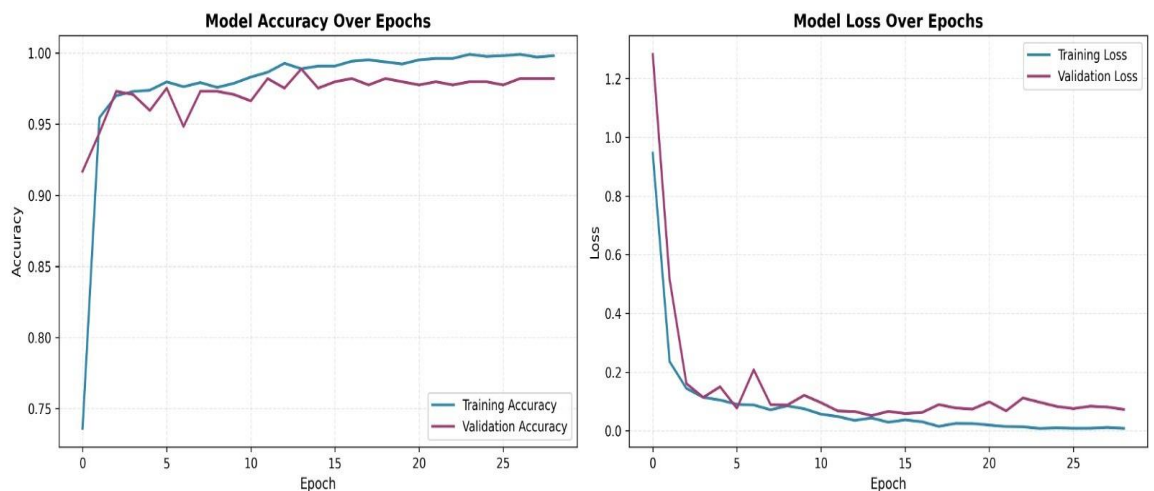 Model Accuracy Over Epochs
1.00
0.95
0.90
0.85
0.80
0.75
Accuracy
Training Accuracy
Validation Accuracy
0 5 10 15 20 25
Epoch
Model Loss Over Epochs
Training Loss
Validation Loss
1.2
1.0
0.8
0.6
0.4
0.2
0.0
Loss
0 5 10 15 20 25
Epoch